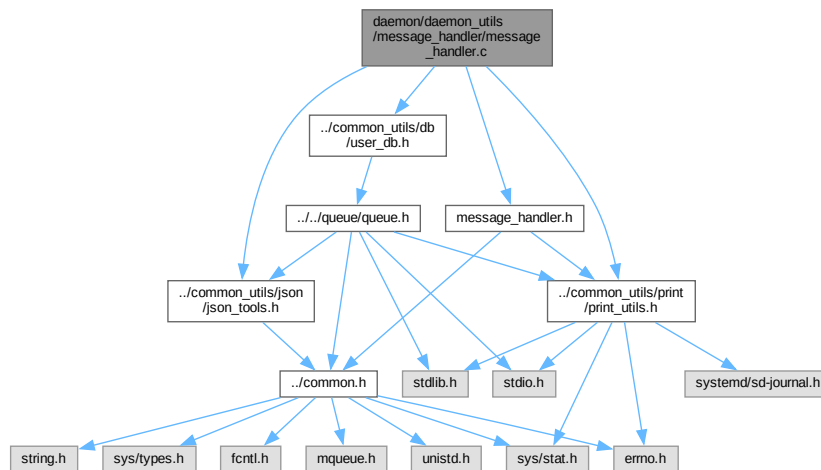 daemon/daemon_utils
/message_handler/message
_handler.c
../common_utils/db
/user_db.h
../../queue/queue.h
message_handler.h
../common_utils/json
/json_tools.h
../common_utils/print
/print_utils.h
../common.h
stdlib.h
stdio.h
systemd/sd-journal.h
string.h
sys/types.h
fcntl.h
mqueue.h
unistd.h
sys/stat.h
errno.h